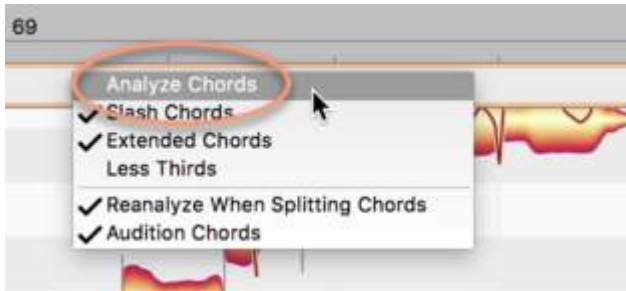 69
Analyze Chords
Slash Chords
Extended Chords
Less Thirds
Reanalyze When Splitting Chords
Audition Chords